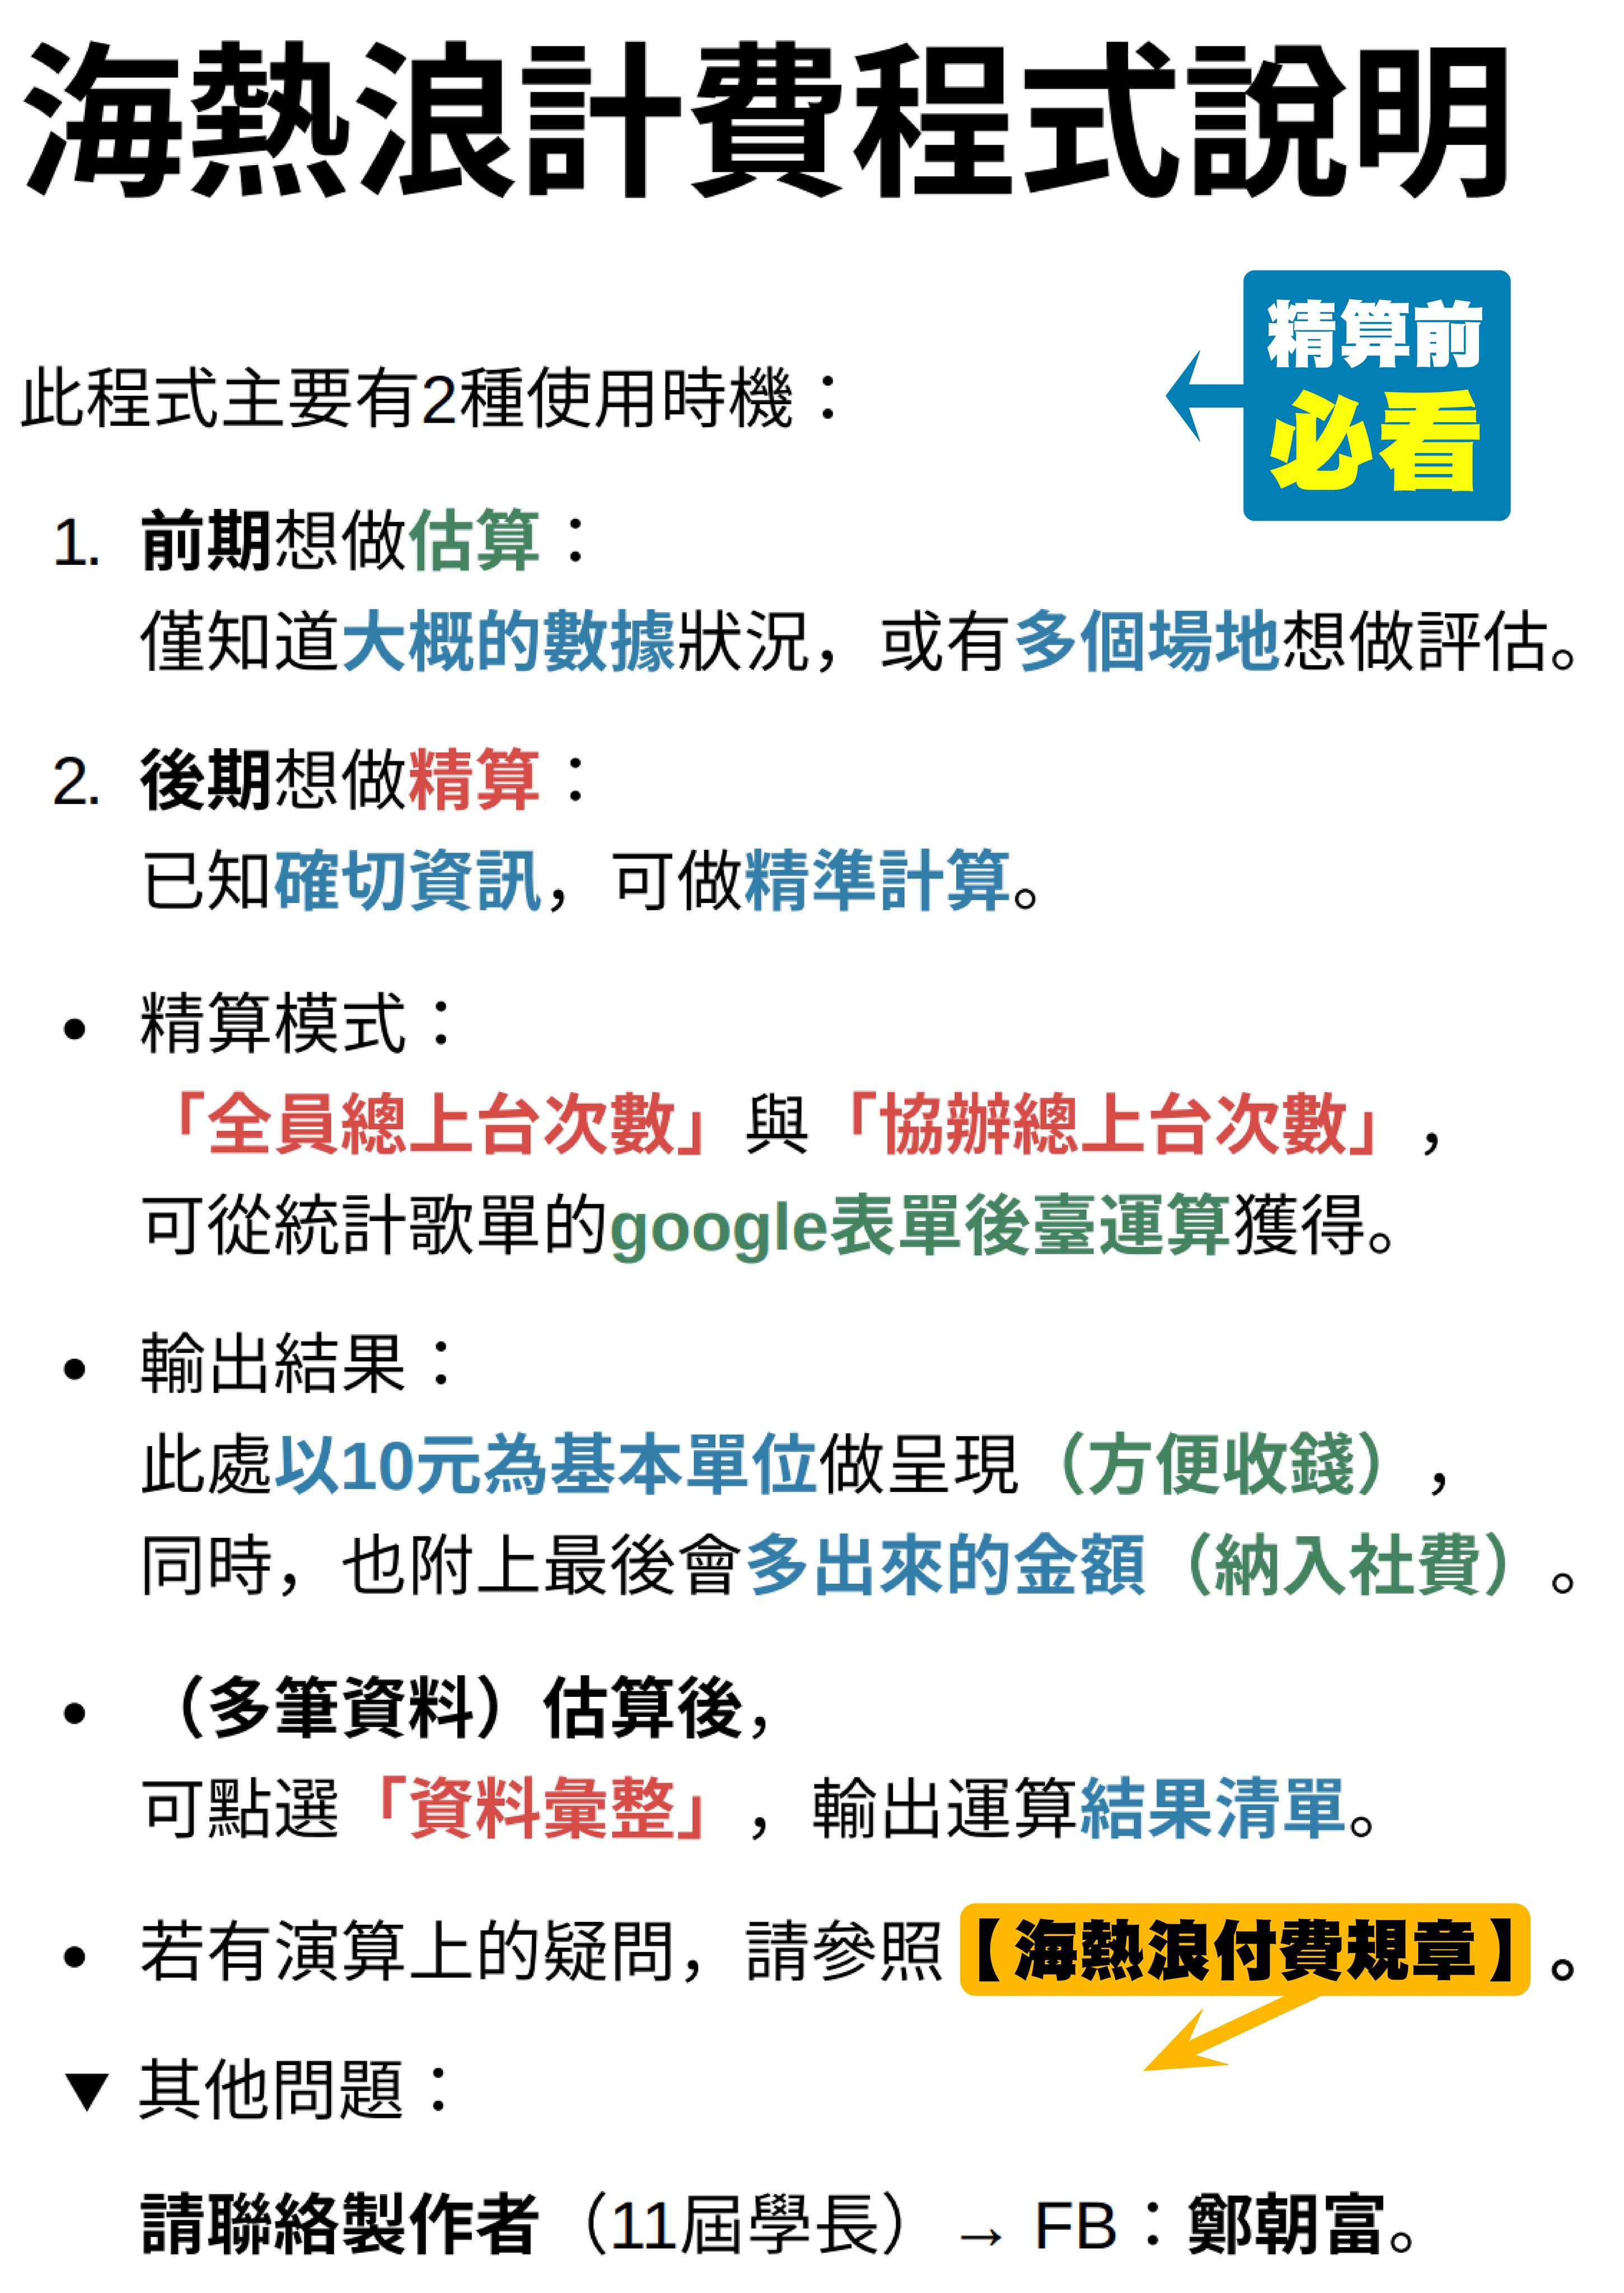 海熱浪計費程式說明
精算前
必看
此程式主要有2種使用時機：
1. 前期想做估算：
僅知道大概的數據狀況，或有多個場地想做評估。
2. 後期想做精算：
已知確切資訊，可做精準計算。
• 精算模式：
「全員總上台次數」與「協辦總上台次數」，
可從統計歌單的google表單後臺運算獲得。
• 輸出結果：
此處以10元為基本單位做呈現（方便收錢），
同時，也附上最後會多出來的金額（納入社費）。
• （多筆資料）估算後，
可點選「資料彙整」，輸出運算結果清單。
• 若有演算上的疑問，請參照【海熱浪付費規章】。
▼ 其他問題：
請聯絡製作者（11屆學長）→ FB：鄭朝富。